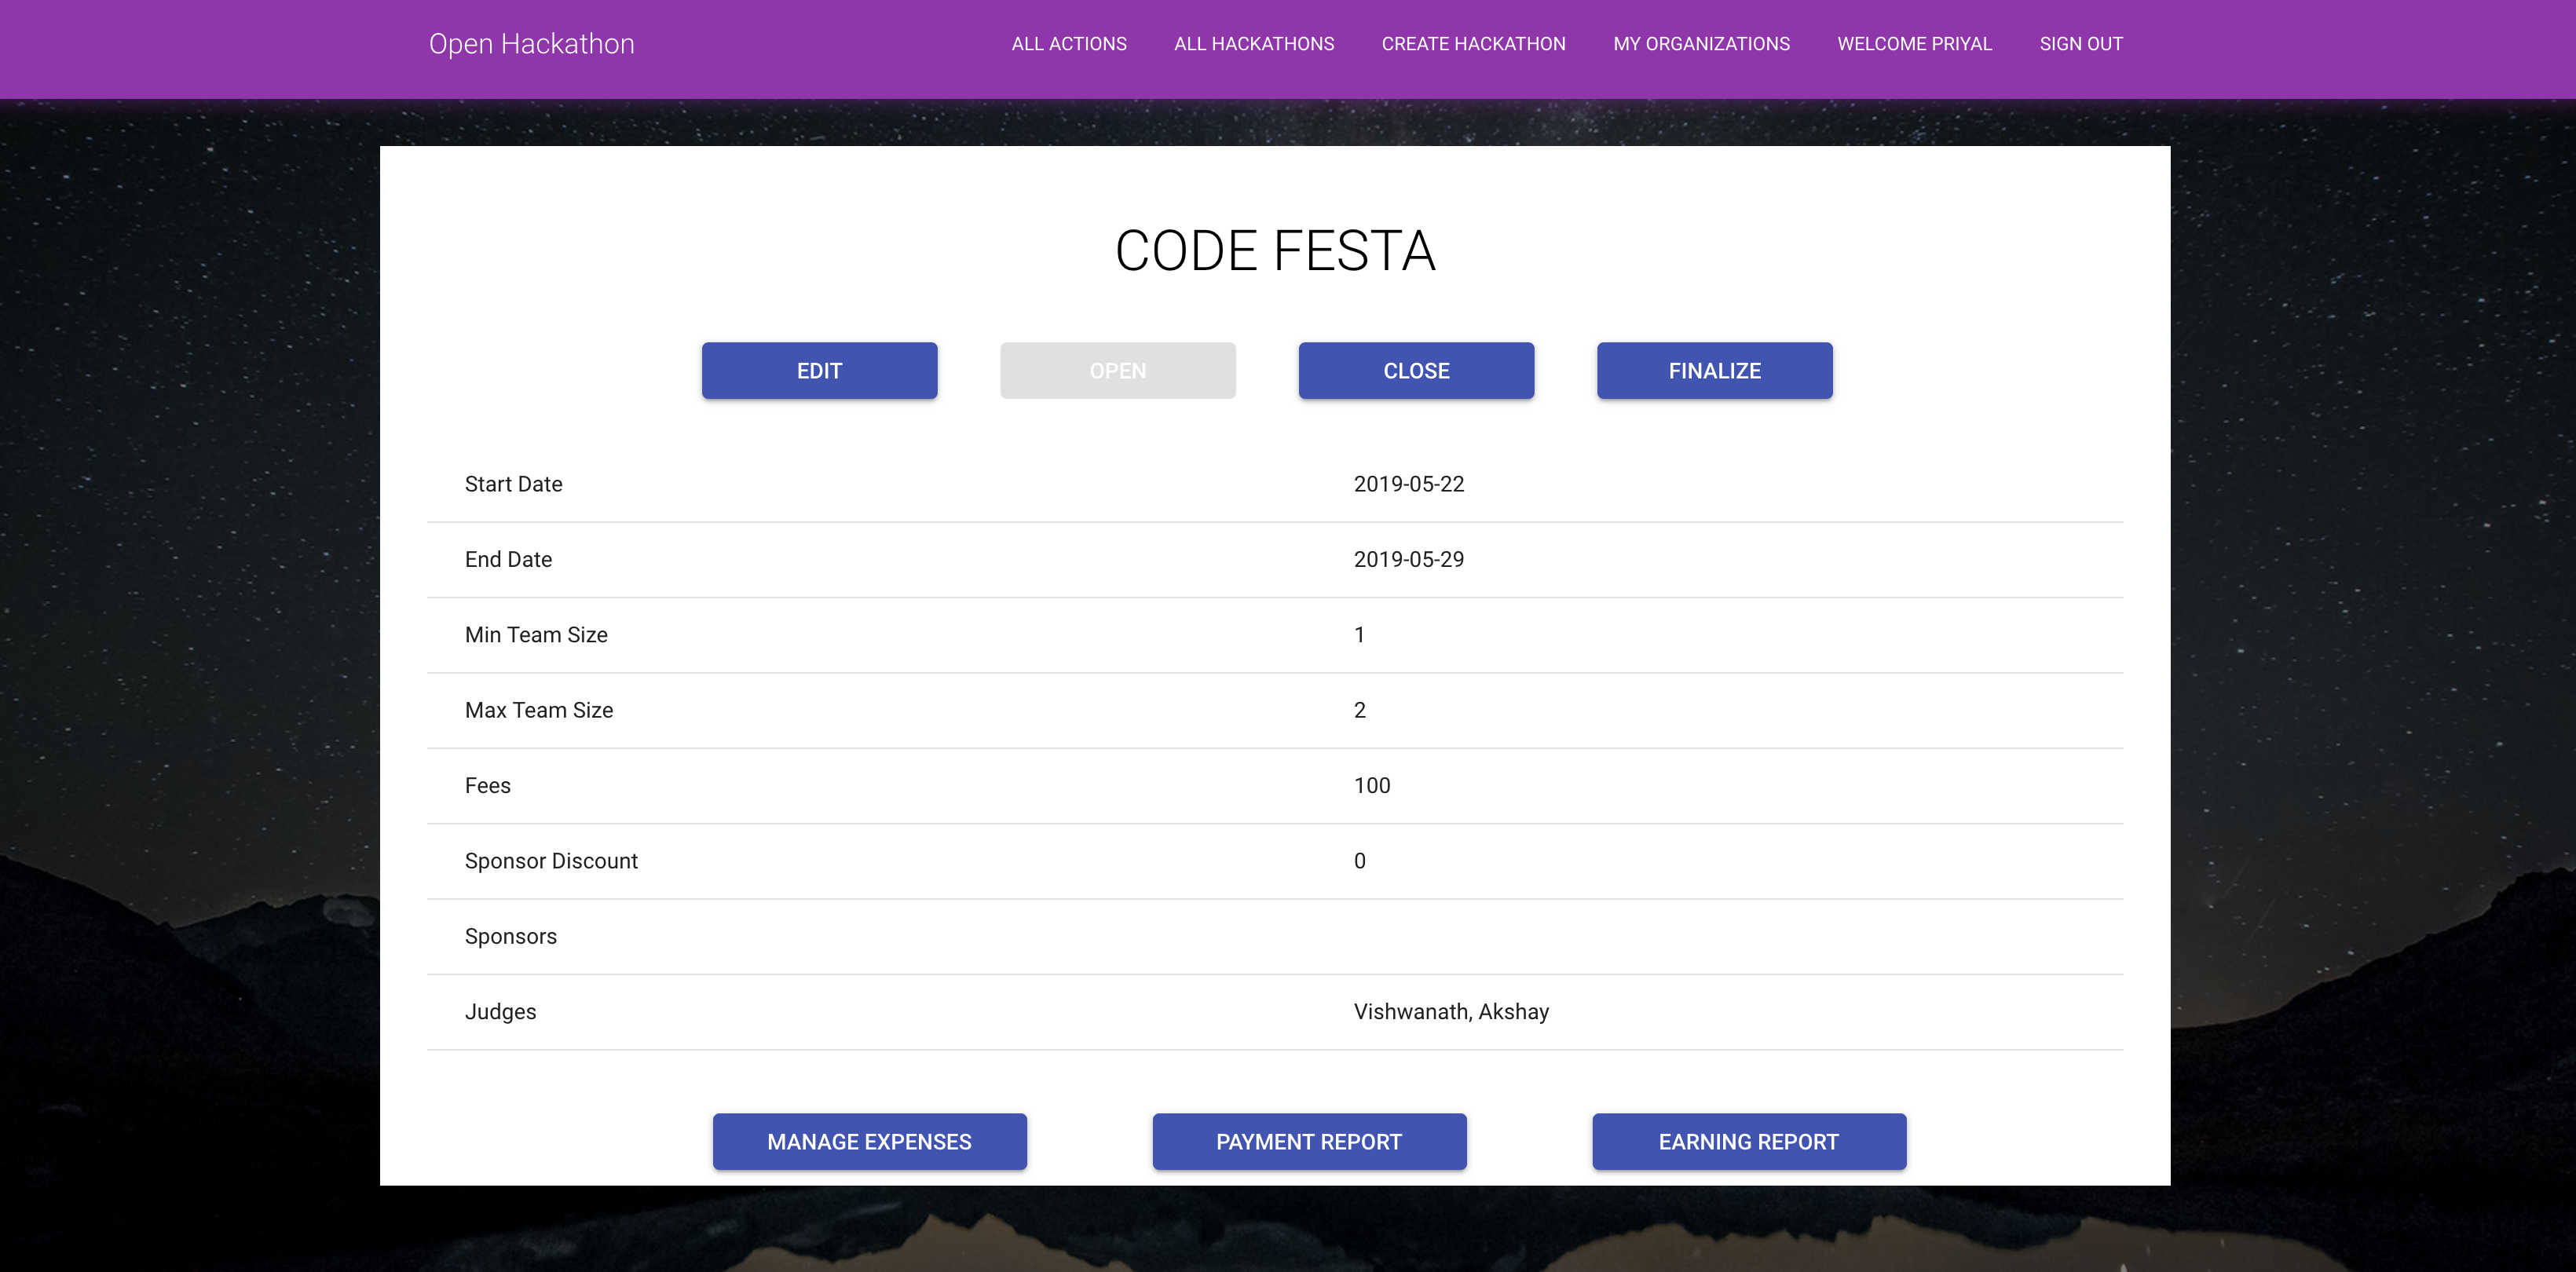 Open Hackathon ALL ACTIONS ALL HACKATHONS CREATE HACKATHON MY ORGANIZATIONS WELCOME PRIYAL SIGN OUT
CODE FESTA
EDIT OPEN CLOSE FINALIZE
Start Date 2019-05-22
End Date 2019-05-29
Min Team Size 1
Max Team Size 2
Fees 100
Sponsor Discount 0
Sponsors
Judges Vishwanath, Akshay
MANAGE EXPENSES PAYMENT REPORT EARNING REPORT